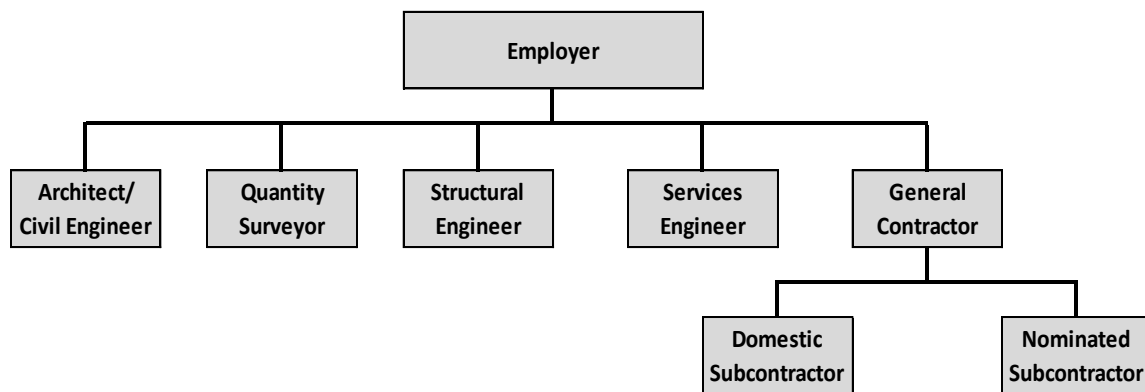 Employer
Architect/
Civil Engineer
Quantity
Surveyor
Structural
Engineer
Services
Engineer
General
Contractor
Domestic
Subcontractor
Nominated
Subcontractor